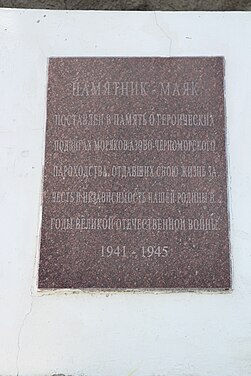 ПАМЯТНИК - МАЯК
ПОСТАВЛЕН В ПАМЯТЬ О ГЕРОИЧЕСКИХ
ПОДВИГАХ МОРЯКОВ АЗОВО-ЧЕРНОМОРСКОГО
ПАРОХОДСТВА, ОТДАВШИХ СВОЮ ЖИЗНЬ ЗА
ЧЕСТЬ И НЕЗАВИСИМОСТЬ НАШЕЙ РОДИНЫ В
ГОДЫ ВЕЛИКОЙ ОТЕЧЕСТВЕННОЙ ВОЙНЫ
1941 - 1945